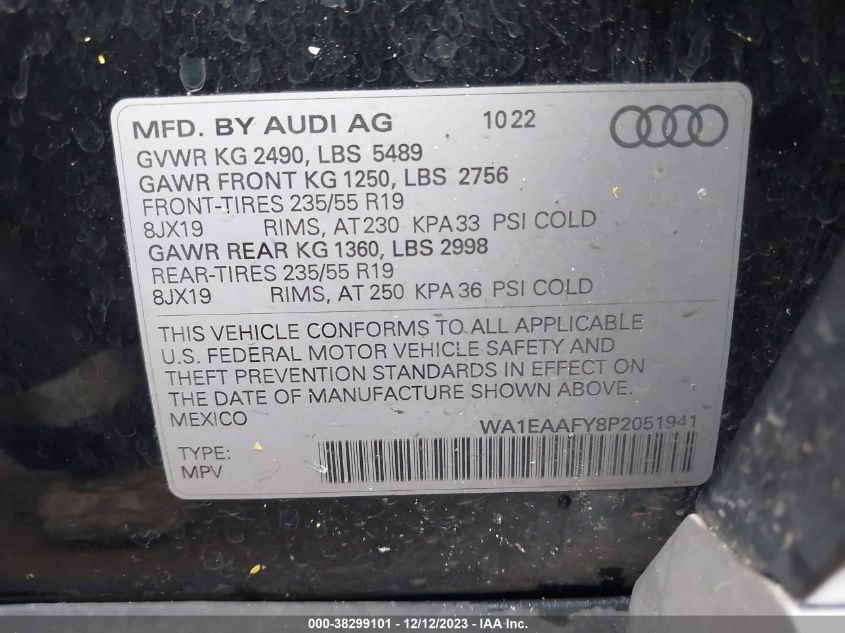 MFD. BY AUDI AG 1022
GVWR KG 2490, LBS 5489
GAWR FRONT KG 1250, LBS 2756
FRONT-TIRES 235/55 R19
8JX19 RIMS, AT 230 KPA 33 PSI COLD
GAWR REAR KG 1360, LBS 2998
REAR-TIRES 235/55 R19
8JX19 RIMS, AT 250 KPA 36 PSI COLD
THIS VEHICLE CONFORMS TO ALL APPLICABLE
U.S. FEDERAL MOTOR VEHICLE SAFETY AND
THEFT PREVENTION STANDARDS IN EFFECT ON
THE DATE OF MANUFACTURE SHOWN ABOVE.
MEXICO WA1EAAFY8P2051941
TYPE:
MPV
000-38299101 - 12/12/2023 - IAA Inc.